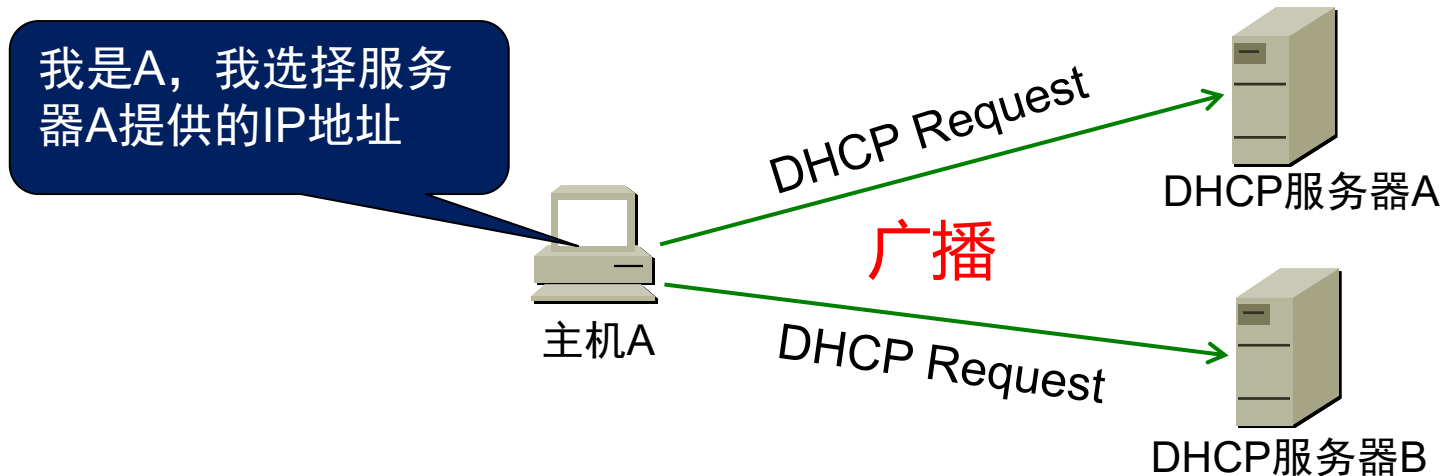 我是A，我选择服务
器A提供的IP地址
DHCP Request
DHCP服务器A
广播
主机A
DHCP Request
DHCP服务器B